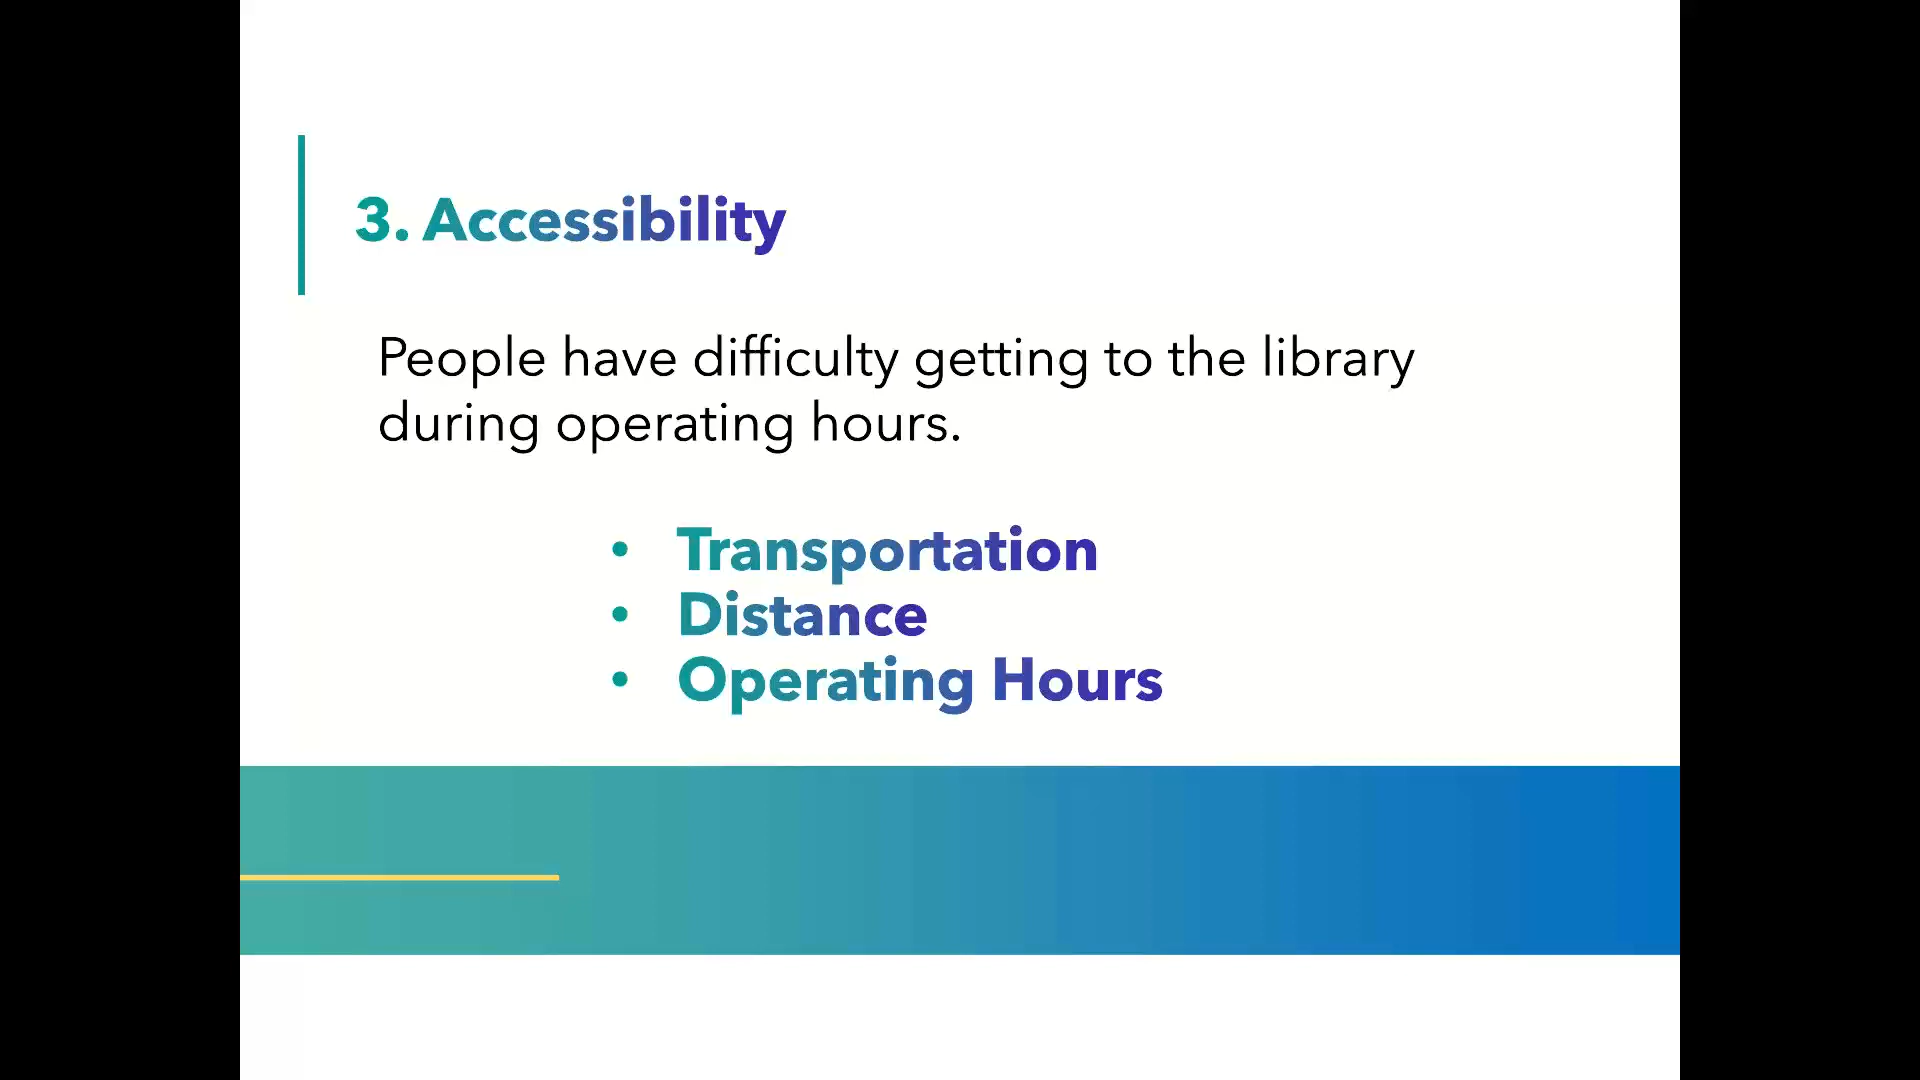 3. Accessibility
People have difficulty getting to the library
during operating hours.
• Transportation
• Distance
• Operating Hours